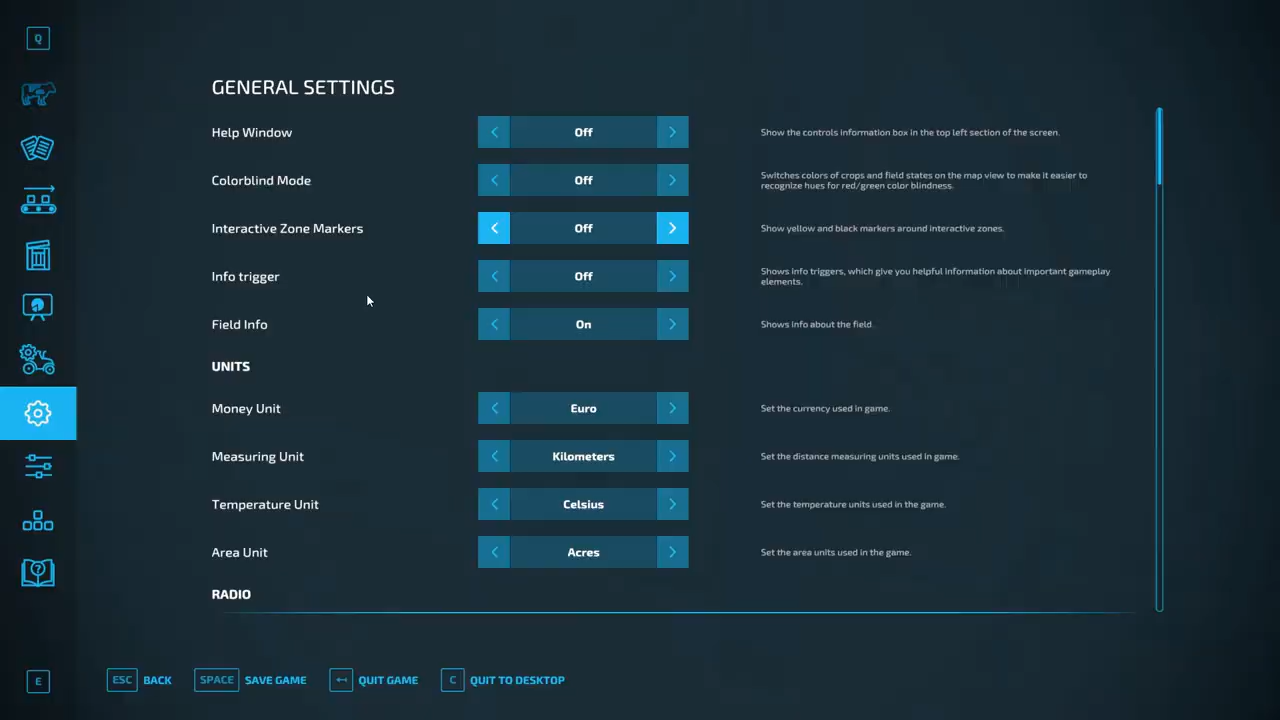 Q
GENERAL SETTINGS
Help Window Off Show the controls information box in the top left section of the screen.
Colorblind Mode Off Switches colors of crops and field states on the map view to make it easier to
recognize hues for red/green color blindness.
Interactive Zone Markers Off Show yellow and black markers around interactive zones.
Info trigger Off Shows info triggers, which give you helpful information about important gameplay
elements.
Field Info On Shows info about the field.
UNITS
Money Unit Euro Set the currency used in game.
Measuring Unit Kilometers Set the distance measuring units used in game.
Temperature Unit Celsius Set the temperature units used in the game.
Area Unit Acres Set the area units used in the game.
RADIO
E ESC BACK SPACE SAVE GAME QUIT GAME C QUIT TO DESKTOP